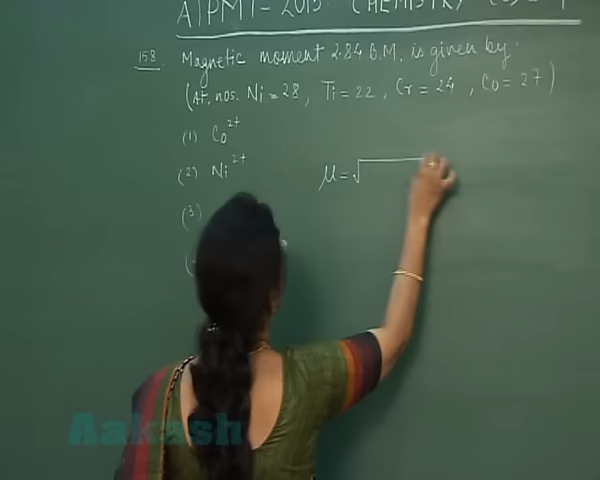 AIPMT - 2015 CHEMISTRY
158. Magnetic moment 2.84 B.M. is given by.
(At. nos. Ni = 28, Ti = 22, Cr = 24, Co = 27)
(1) Co²⁺
(2) Ni²⁺
μ = √
(3)
Aakash